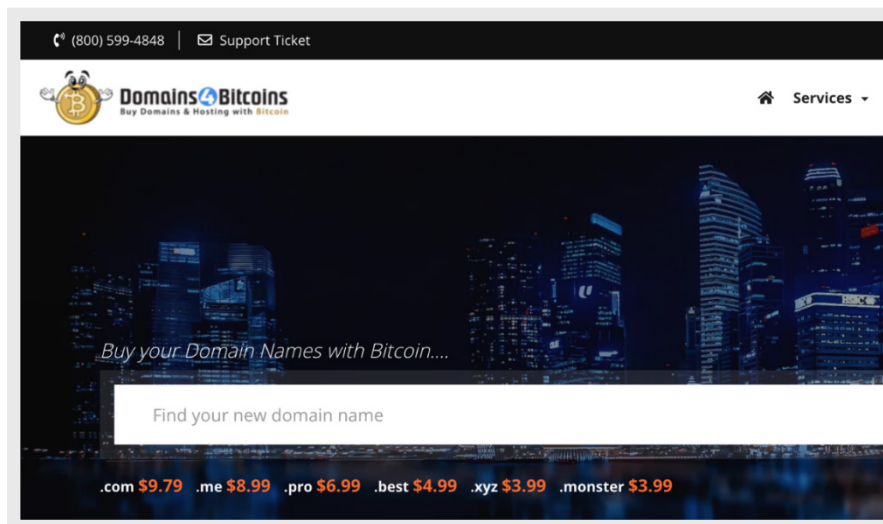 (800) 599-4848 | Support Ticket
Domains4Bitcoins
Buy Domains & Hosting with Bitcoin
Services
Buy your Domain Names with Bitcoin....
HSBC
Find your new domain name
.com $9.79 .me $8.99 .pro $6.99 .best $4.99 .xyz $3.99 .monster $3.99